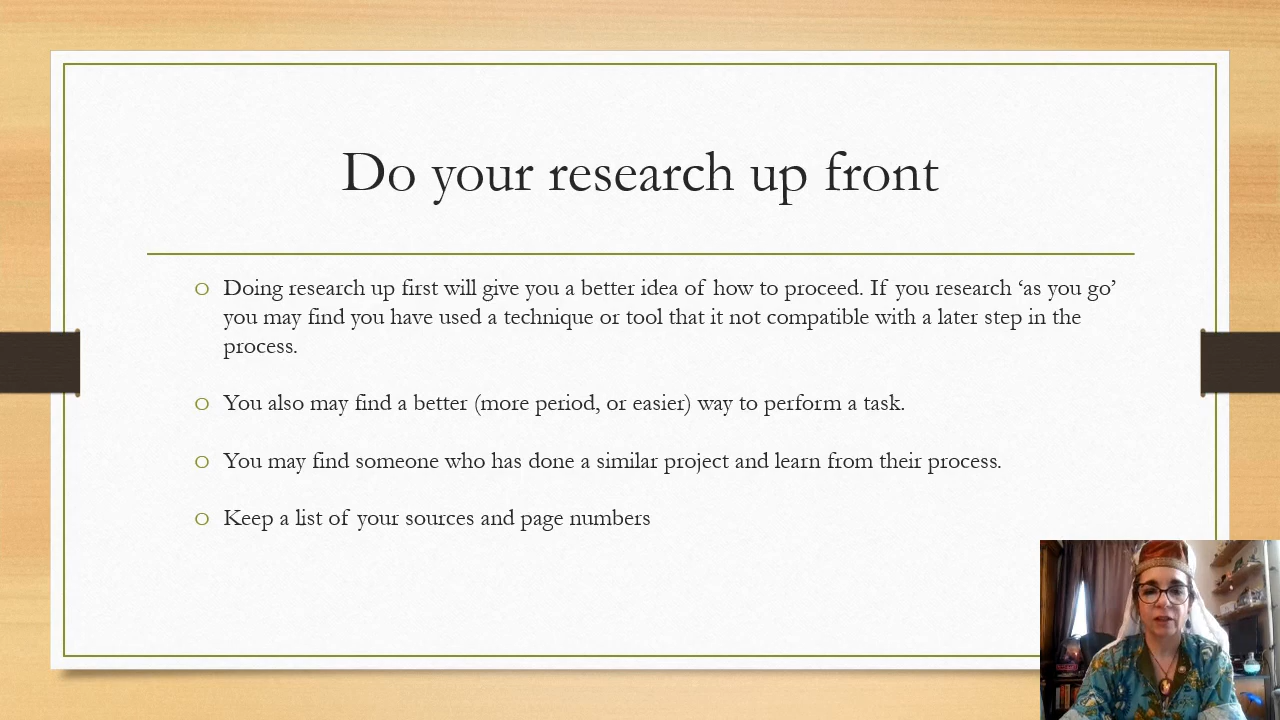 Do your research up front
o Doing research up first will give you a better idea of how to proceed. If you research ‘as you go’
you may find you have used a technique or tool that it not compatible with a later step in the
process.
o You also may find a better (more period, or easier) way to perform a task.
o You may find someone who has done a similar project and learn from their process.
o Keep a list of your sources and page numbers